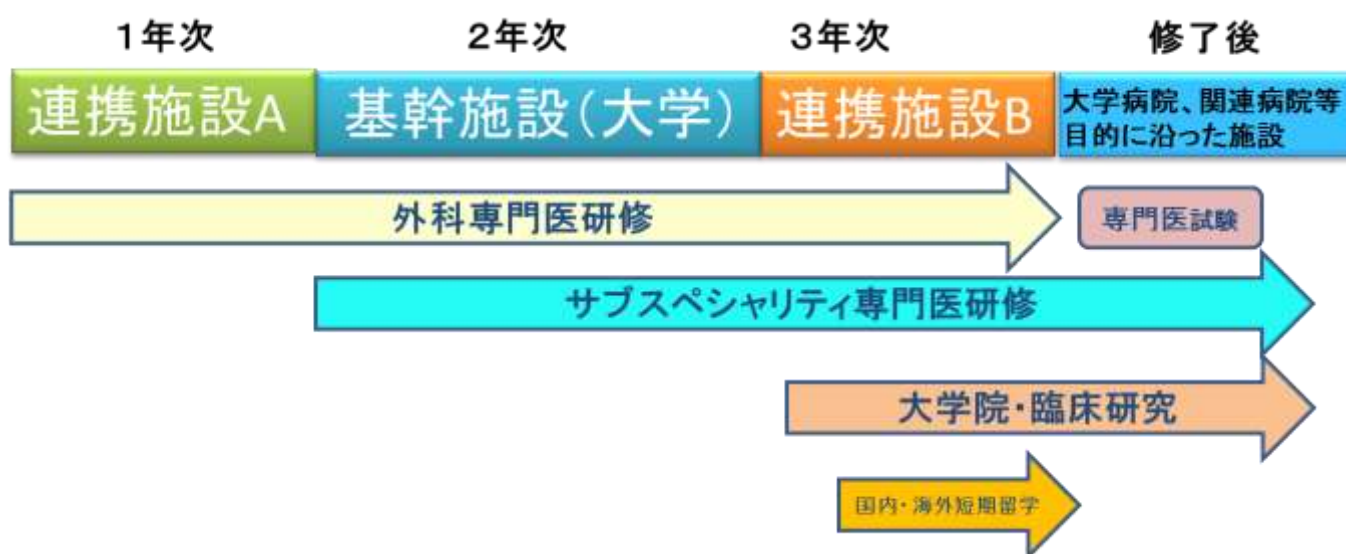 １年次 ２年次 ３年次 修了後
連携施設A 基幹施設（大学） 連携施設B 大学病院、関連病院等
目的に沿った施設
外科専門医研修 専門医試験
サブスペシャリティ専門医研修
大学院・臨床研究
国内・海外短期留学